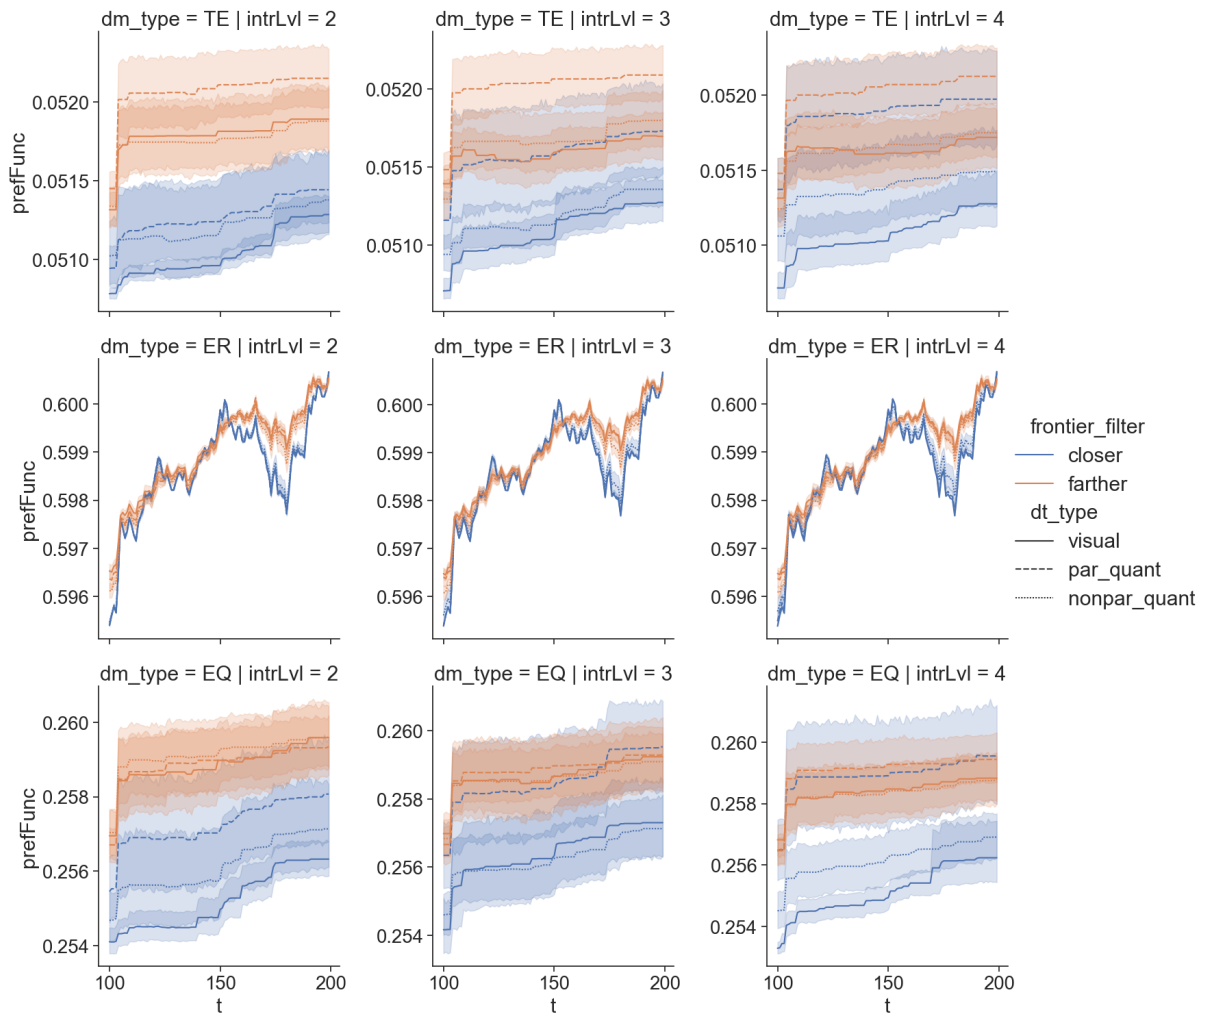 dm_type = TE | intrLvl = 2
dm_type = TE | intrLvl = 3
dm_type = TE | intrLvl = 4
prefFunc
0.0520
0.0515
0.0510
0.0520
0.0515
0.0510
0.0520
0.0515
0.0510
dm_type = ER | intrLvl = 2
dm_type = ER | intrLvl = 3
dm_type = ER | intrLvl = 4
prefFunc
0.600
0.599
0.598
0.597
0.596
0.600
0.599
0.598
0.597
0.596
0.600
0.599
0.598
0.597
0.596
frontier_filter
closer
farther
dt_type
visual
par_quant
nonpar_quant
dm_type = EQ | intrLvl = 2
dm_type = EQ | intrLvl = 3
dm_type = EQ | intrLvl = 4
prefFunc
0.260
0.258
0.256
0.254
0.260
0.258
0.256
0.254
0.260
0.258
0.256
0.254
100
150
200
100
150
200
100
150
200
t
t
t